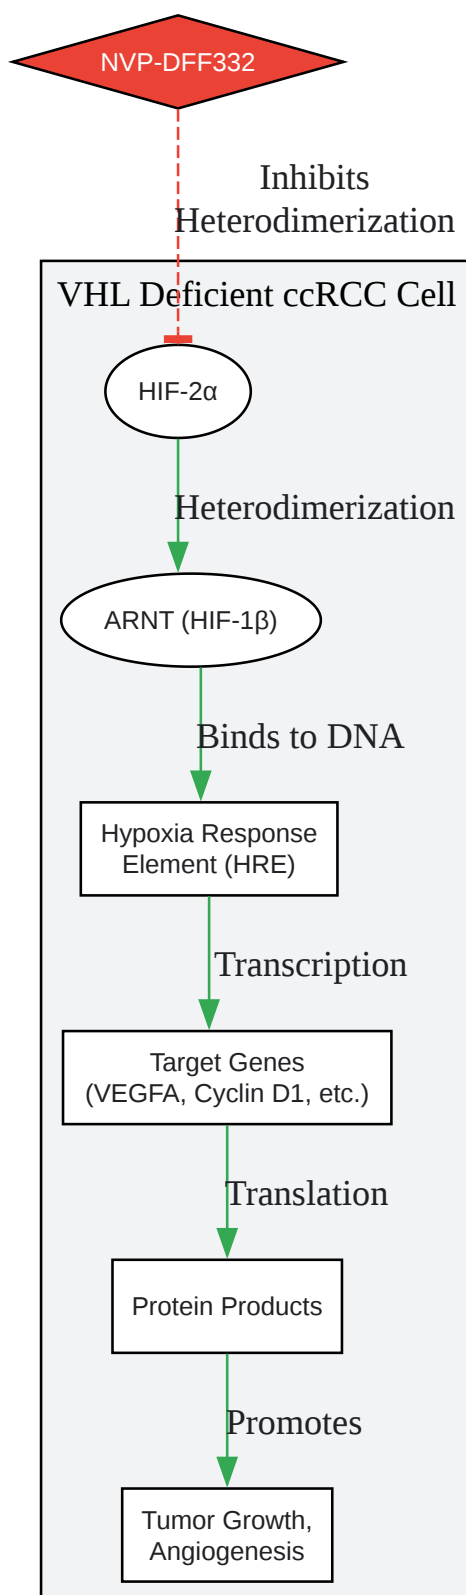 NVP-DFF332
Inhibits
Heterodimerization
VHL Deficient ccRCC Cell
HIF-2α
Heterodimerization
ARNT (HIF-1β)
Binds to DNA
Hypoxia Response
Element (HRE)
Transcription
Target Genes
(VEGFA, Cyclin D1, etc.)
Translation
Protein Products
Promotes
Tumor Growth,
Angiogenesis